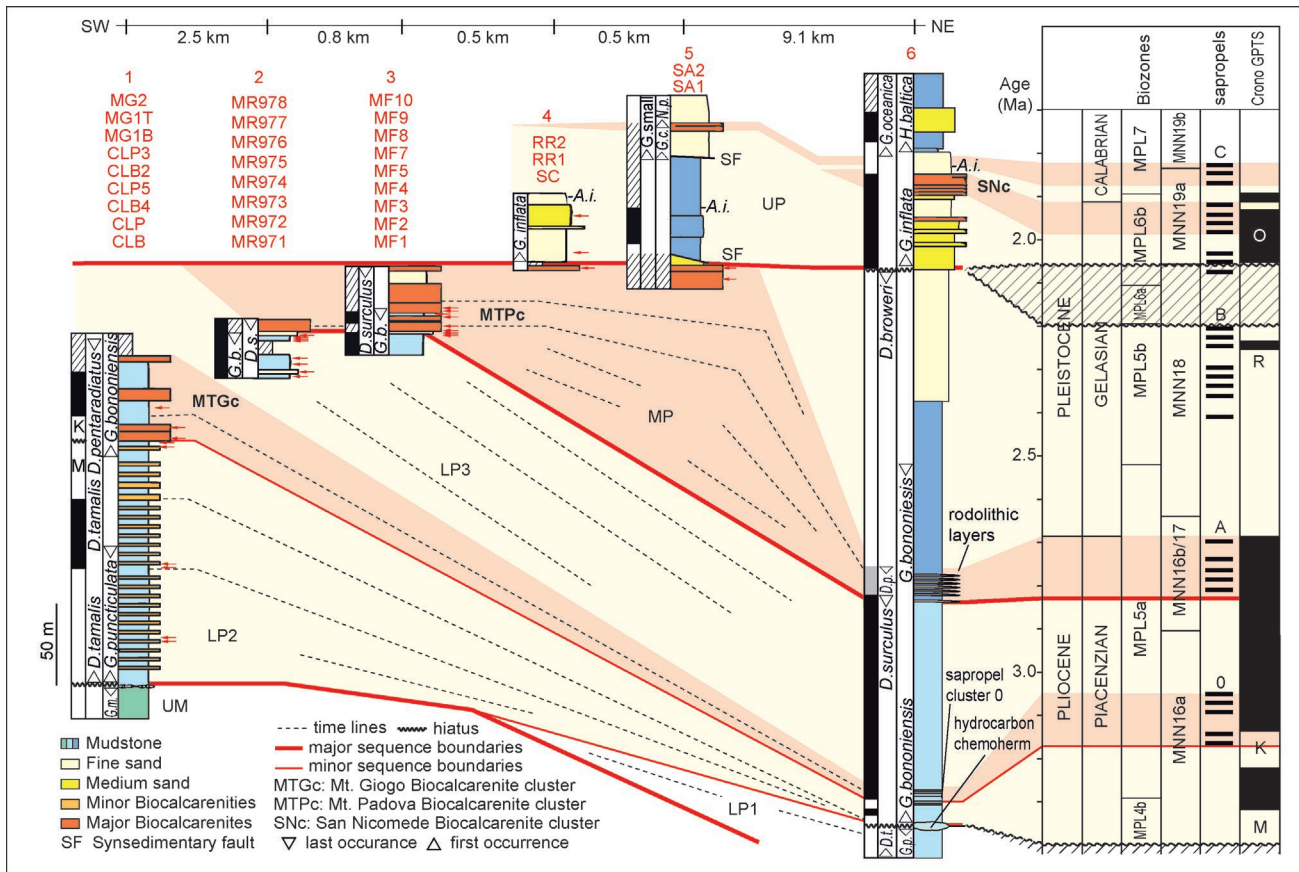 SW
NE
2.5 km
0.8 km
0.5 km
0.5 km
9.1 km
1
MG2
MG1T
MG1B
CLP3
CLB2
CLP5
CLB4
CLP
CLB
2
MR978
MR977
MR976
MR975
MR974
MR973
MR972
MR971
3
MF10
MF9
MF8
MF7
MF5
MF4
MF3
MF2
MF1
4
RR2
RR1
SC
5
SA2
SA1
6
Age
(Ma)
Biozones
sapropels
Crono GPTS
G.small
G.c.
N.p.
G.oceanica
H.baltica
CALABRIAN
MPL7
MNN19b
C
SF
A.i.
A.i.
A.i.
SNc
G.inflata
UP
G.inflata
MPL6b
MNN19a
2.0
O
SF
D.surculus
G.b.
MTPc
D.broweri
MPL6a
B
G.b.
D.s.
PLEISTOCENE
GELASIAN
MPL5b
MNN18
R
D.pentaradiatus
G.bononiensis
MTGc
K
M
MP
2.5
LP3
D.tamalis
G.bononiesis
rodolithic
layers
A
MNN16b/17
D.p.
50 m
D.tamalis
G.puncticulata
LP2
D.surculus
MPL5a
PLIOCENE
PIACENZIAN
3.0
0
MNN16a
sapropel
cluster 0
hydrocarbon
chemoherm
G.m.
UM
G.bononiensis
K
LP1
D.t.
G.p.
MPL4b
M
Mudstone
Fine sand
Medium sand
Minor Biocalcarenities
Major Biocalcarenites
SF Synsedimentary fault
time lines
hiatus
major sequence boundaries
minor sequence boundaries
MTGc: Mt. Giogo Biocalcarenite cluster
MTPc: Mt. Padova Biocalcarenite cluster
SNc: San Nicomede Biocalcarenite cluster
last occurance
first occurrence